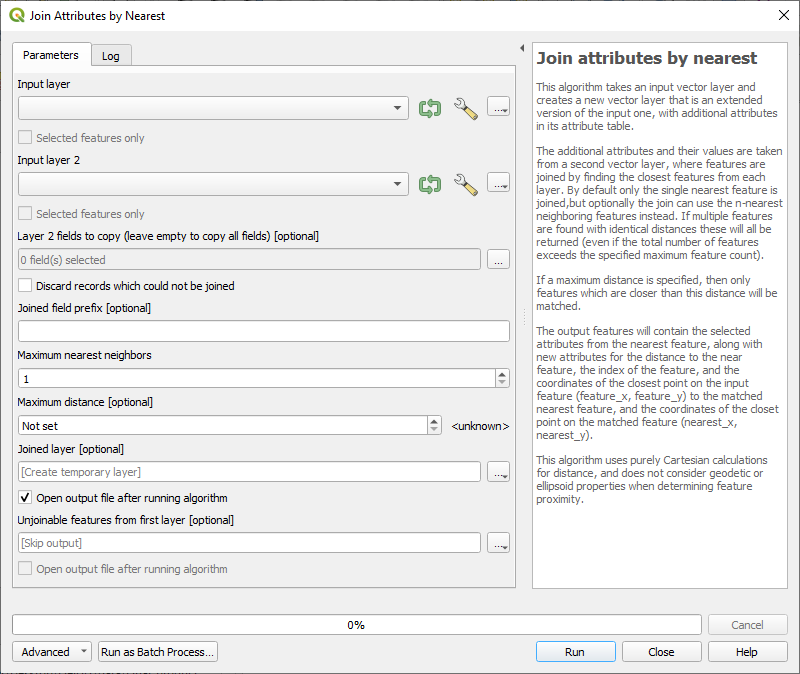 Join Attributes by Nearest
Parameters
Log
Input layer
...
Selected features only
Input layer 2
...
Selected features only
Layer 2 fields to copy (leave empty to copy all fields) [optional]
0 field(s) selected
...
Discard records which could not be joined
Joined field prefix [optional]
Maximum nearest neighbors
1
Maximum distance [optional]
Not set
<unknown>
Joined layer [optional]
[Create temporary layer]
...
Open output file after running algorithm
Unjoinable features from first layer [optional]
[Skip output]
...
Open output file after running algorithm
Join attributes by nearest
This algorithm takes an input vector layer and
creates a new vector layer that is an extended
version of the input one, with additional attributes
in its attribute table.
The additional attributes and their values are taken
from a second vector layer, where features are
joined by finding the closest features from each
layer. By default only the single nearest feature is
joined,but optionally the join can use the n-nearest
neighboring features instead. If multiple features
are found with identical distances these will all be
returned (even if the total number of features
exceeds the specified maximum feature count).
If a maximum distance is specified, then only
features which are closer than this distance will be
matched.
The output features will contain the selected
attributes from the nearest feature, along with
new attributes for the distance to the near
feature, the index of the feature, and the
coordinates of the closest point on the input
feature (feature_x, feature_y) to the matched
nearest feature, and the coordinates of the closet
point on the matched feature (nearest_x,
nearest_y).
This algorithm uses purely Cartesian calculations
for distance, and does not consider geodetic or
ellipsoid properties when determining feature
proximity.
0%
Cancel
Advanced
Run as Batch Process...
Run
Close
Help